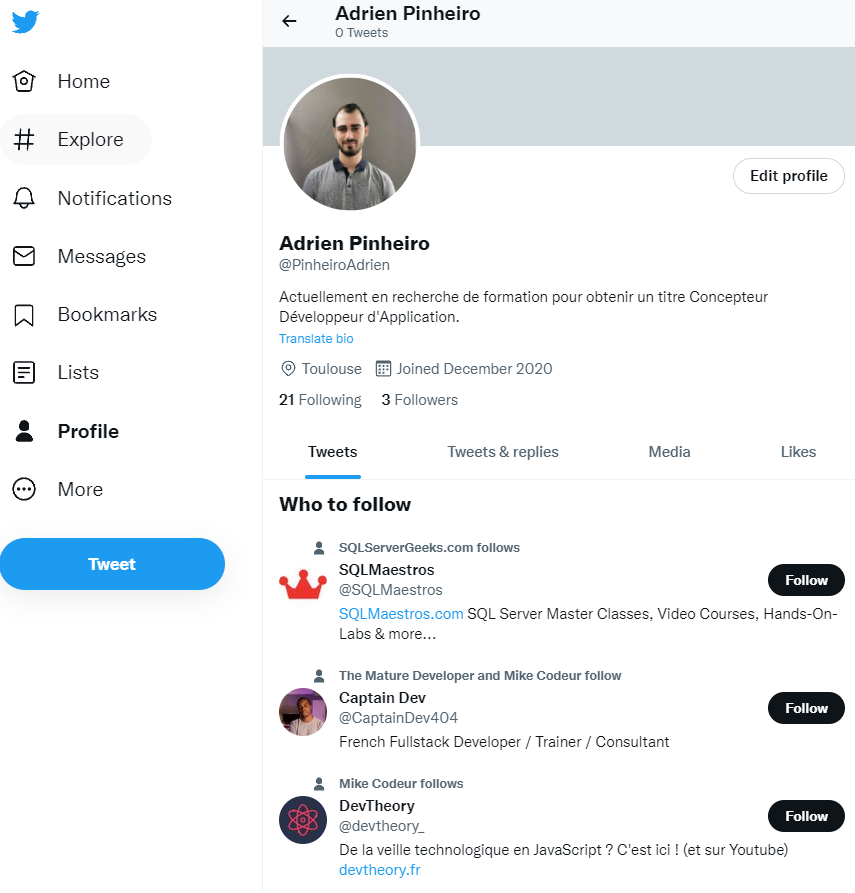 Adrien Pinheiro
0 Tweets
Home
Explore
Notifications
Messages
Bookmarks
Lists
Profile
More
Tweet
Edit profile
Adrien Pinheiro
@PinheiroAdrien
Actuellement en recherche de formation pour obtenir un titre Concepteur
Développeur d'Application.
Translate bio
Toulouse Joined December 2020
21 Following 3 Followers
Tweets Tweets & replies Media Likes
Who to follow
SQLServerGeeks.com follows
SQLMaestros
@SQLMaestros
Follow
SQLMaestros.com SQL Server Master Classes, Video Courses, Hands-On-
Labs & more...
The Mature Developer and Mike Codeur follow
Captain Dev
@CaptainDev404
Follow
French Fullstack Developer / Trainer / Consultant
Mike Codeur follows
DevTheory
@devtheory_
Follow
De la veille technologique en JavaScript ? C'est ici ! (et sur Youtube)
devtheory.fr